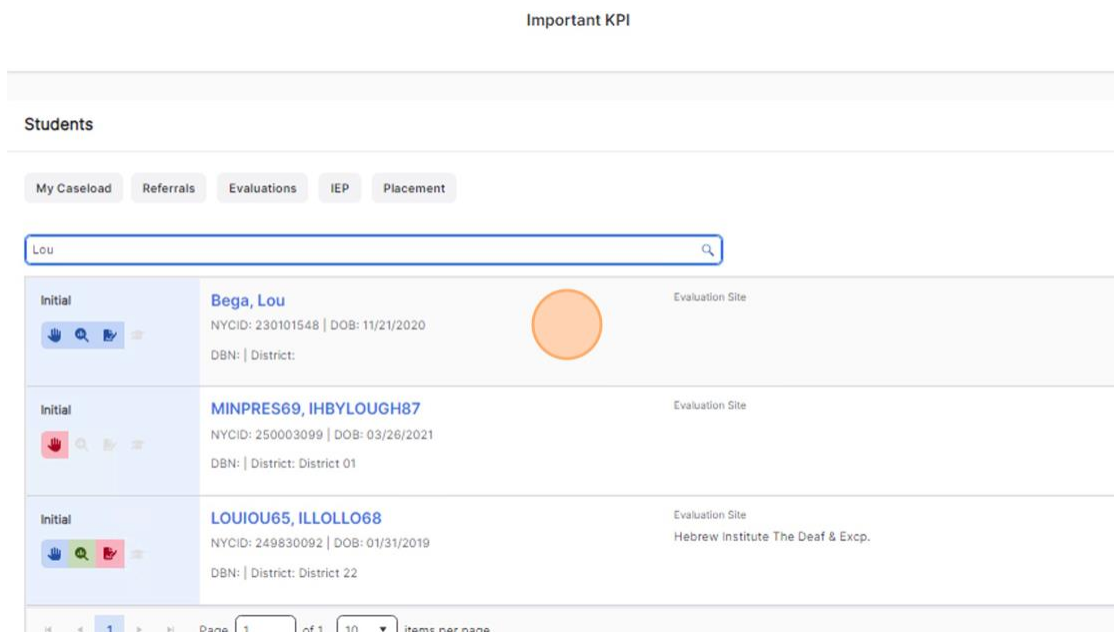 Important KPI
Students
My Caseload Referrals Evaluations IEP Placement
Lou
Initial
Bega, Lou
Evaluation Site
NYCID: 230101548 | DOB: 11/21/2020
DBN: | District:
Initial
MINPRES69, IHBYLOUGH87
Evaluation Site
NYCID: 250003099 | DOB: 03/26/2021
DBN: | District: District 01
Initial
LOUIOU65, ILLOLLO68
Evaluation Site
Hebrew Institute The Deaf & Excp.
NYCID: 249830092 | DOB: 01/31/2019
DBN: | District: District 22
1 Page 1 of 1 10 items per page